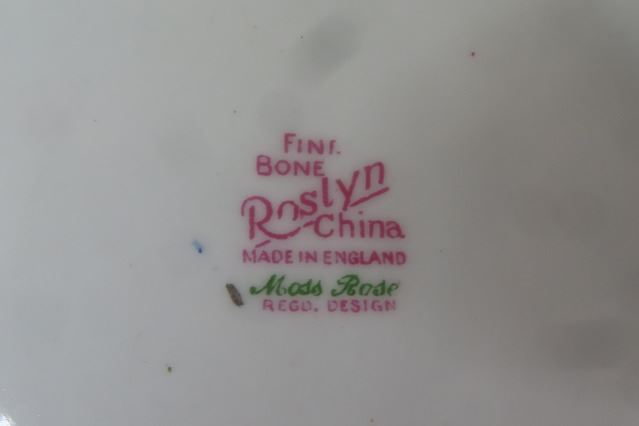 FINE
BONE
Roslyn
China
MADE IN ENGLAND
Moss Rose
REGD. DESIGN